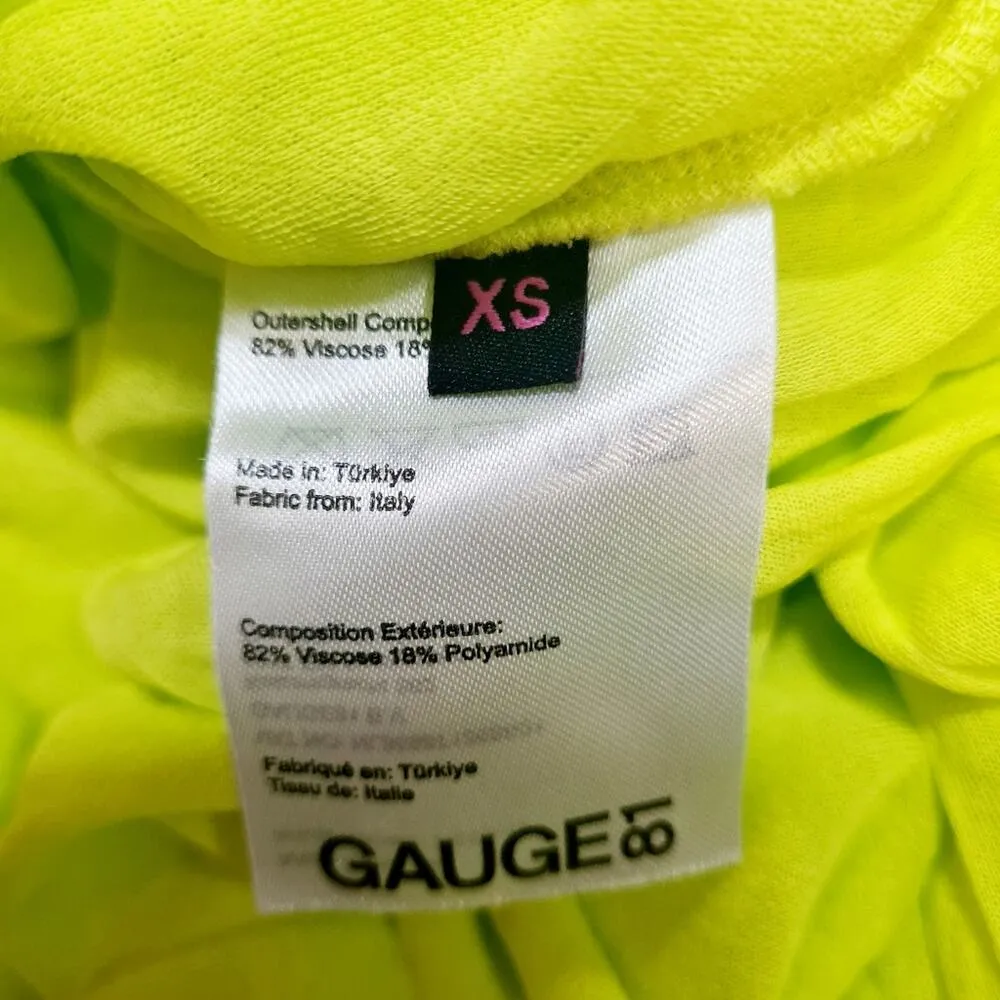 XS
Outershell Comp
82% Viscose 18%
Made in: Türkiye
Fabric from: Italy
Composition Extérieure:
82% Viscose 18% Polyamide
Fabriqué en: Türkiye
Tissu de: Italie
GAUGE81